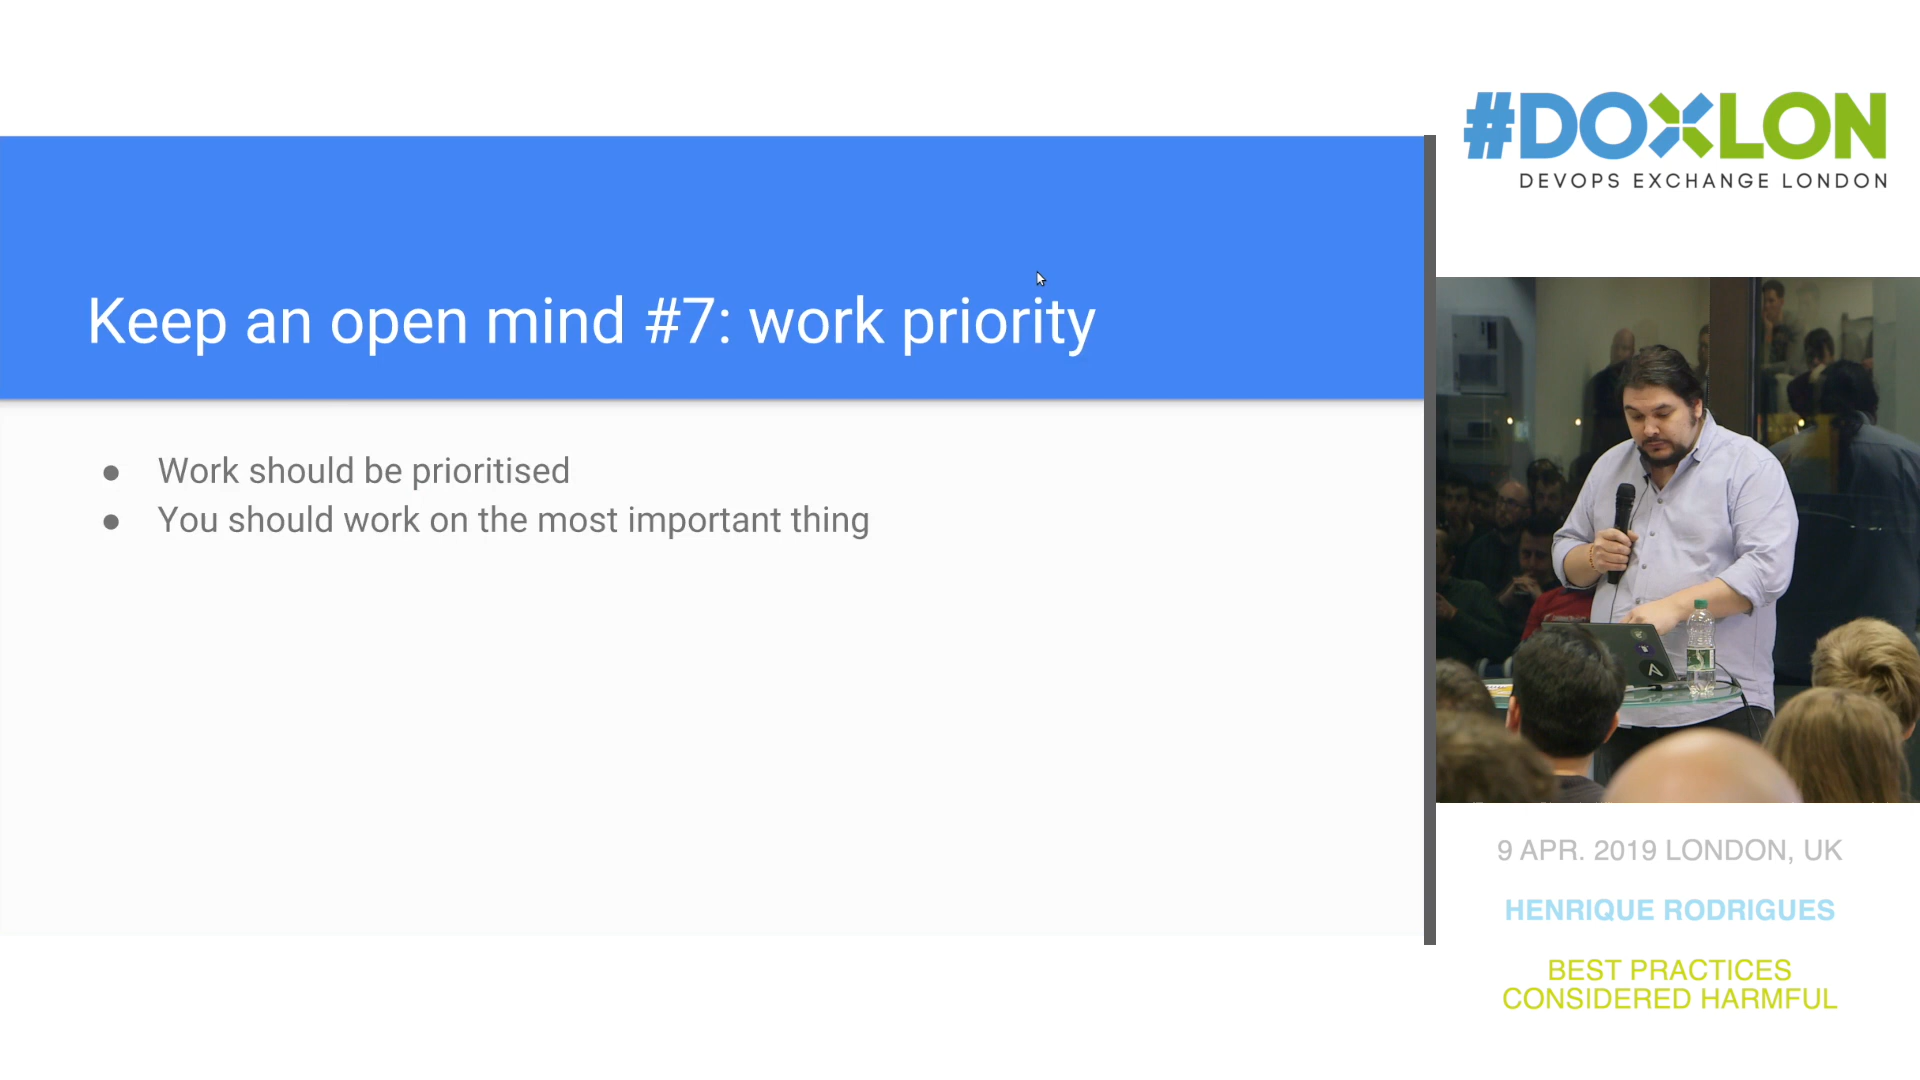 #DOXLON
DEVOPS EXCHANGE LONDON
Keep an open mind #7: work priority
● Work should be prioritised
● You should work on the most important thing
9 APR. 2019 LONDON, UK
HENRIQUE RODRIGUES
BEST PRACTICES
CONSIDERED HARMFUL